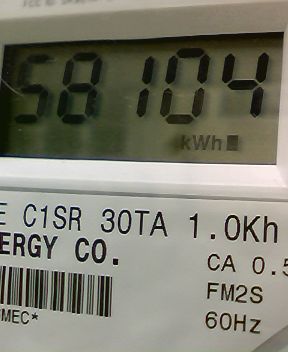 58104
kWh
E C1SR 30TA 1.0Kh
ERGY CO.
CA 0.5
FM2S
60Hz
MEC*